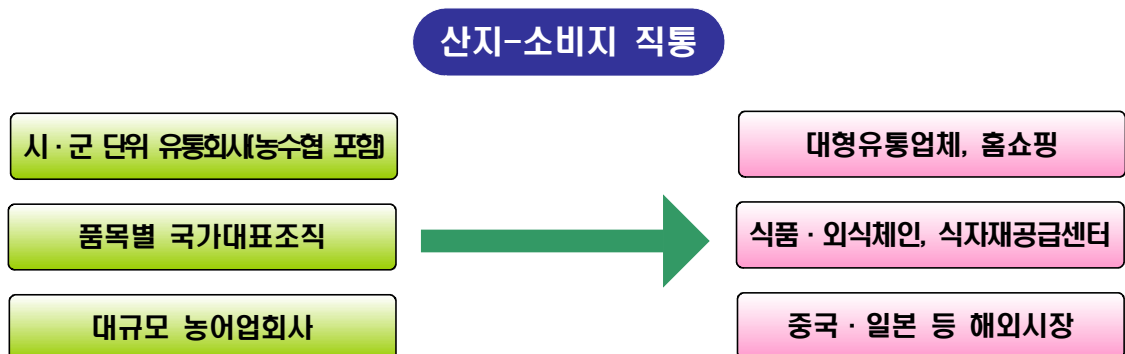 산지-소비지 직통
시·군 단위 유통회사(농수협 포함)
품목별 국가대표조직
대규모 농어업회사
대형유통업체, 홈쇼핑
식품·외식체인, 식자재공급센터
중국·일본 등 해외시장